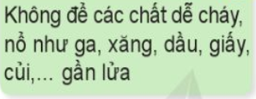 Không để các chất dễ cháy,
nổ như ga, xăng, dầu, giấy,
củi,... gần lửa